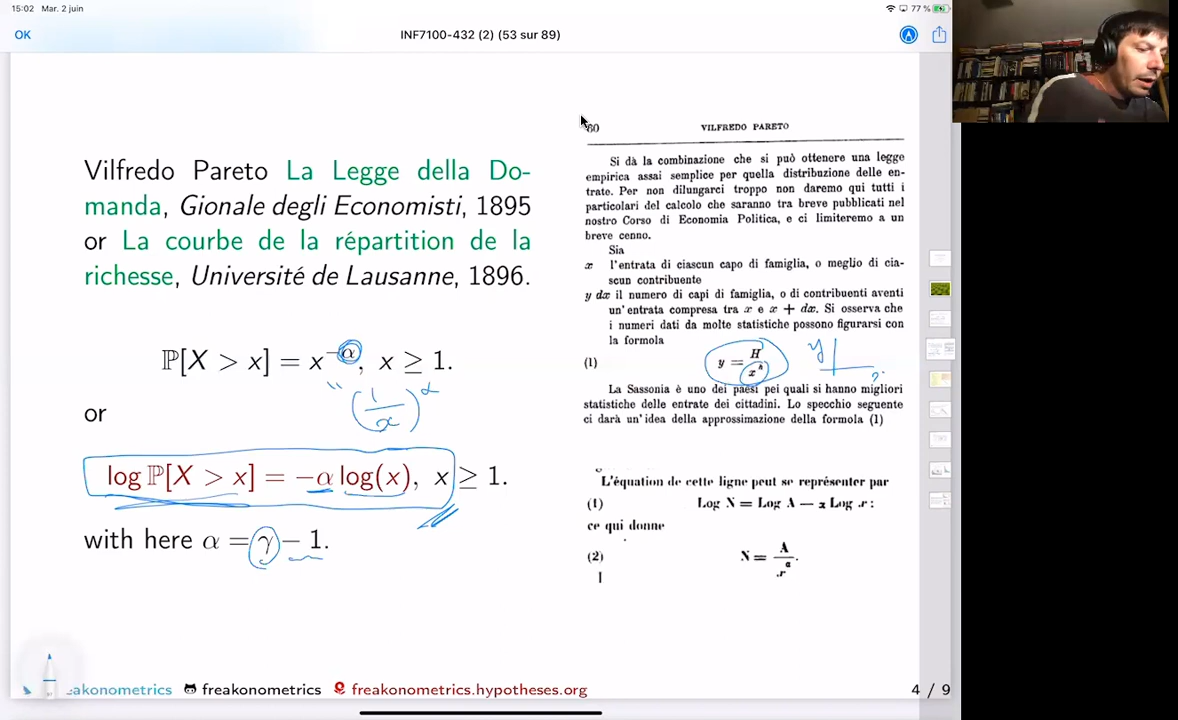 15:02 Mar. 2 juin
77 %
OK
INF7100-432 (2) (53 sur 89)
Vilfredo Pareto La Legge della Do-
manda, Gionale degli Economisti, 1895
or La courbe de la répartition de la
richesse, Université de Lausanne, 1896.
ℙ[X > x] = x^−α, x ≥ 1.
(1/x)^α
or
log ℙ[X > x] = −α log(x), x ≥ 1.
with here α = γ − 1.
60 VILFREDO PARETO
Si dà la combinazione che si può ottenere una legge
empirica assai semplice per quella distribuzione delle en-
trate. Per non dilungarci troppo non daremo qui tutti i
particolari del calcolo che saranno tra breve pubblicati nel
nostro Corso di Economia Politica, e ci limiteremo a un
breve cenno.
Sia
x l'entrata di ciascun capo di famiglia, o meglio di cia-
scun contribuente
y dx il numero di capi di famiglia, o di contribuenti aventi
un'entrata compresa tra x e x + dx. Si osserva che
i numeri dati da molte statistiche possono figurarsi con
la formola
(1) y = H/x^h
y
La Sassonia è uno dei paesi pei quali si hanno migliori
statistiche delle entrate dei cittadini. Lo specchio seguente
ci darà un'idea della approssimazione della formola (1)
L'équation de cette ligne peut se représenter par
(1) Log N = Log A — α Log x :
ce qui donne
(2) N = A/x^α.
akonometrics freakonometrics freakonometrics.hypotheses.org 4 / 9